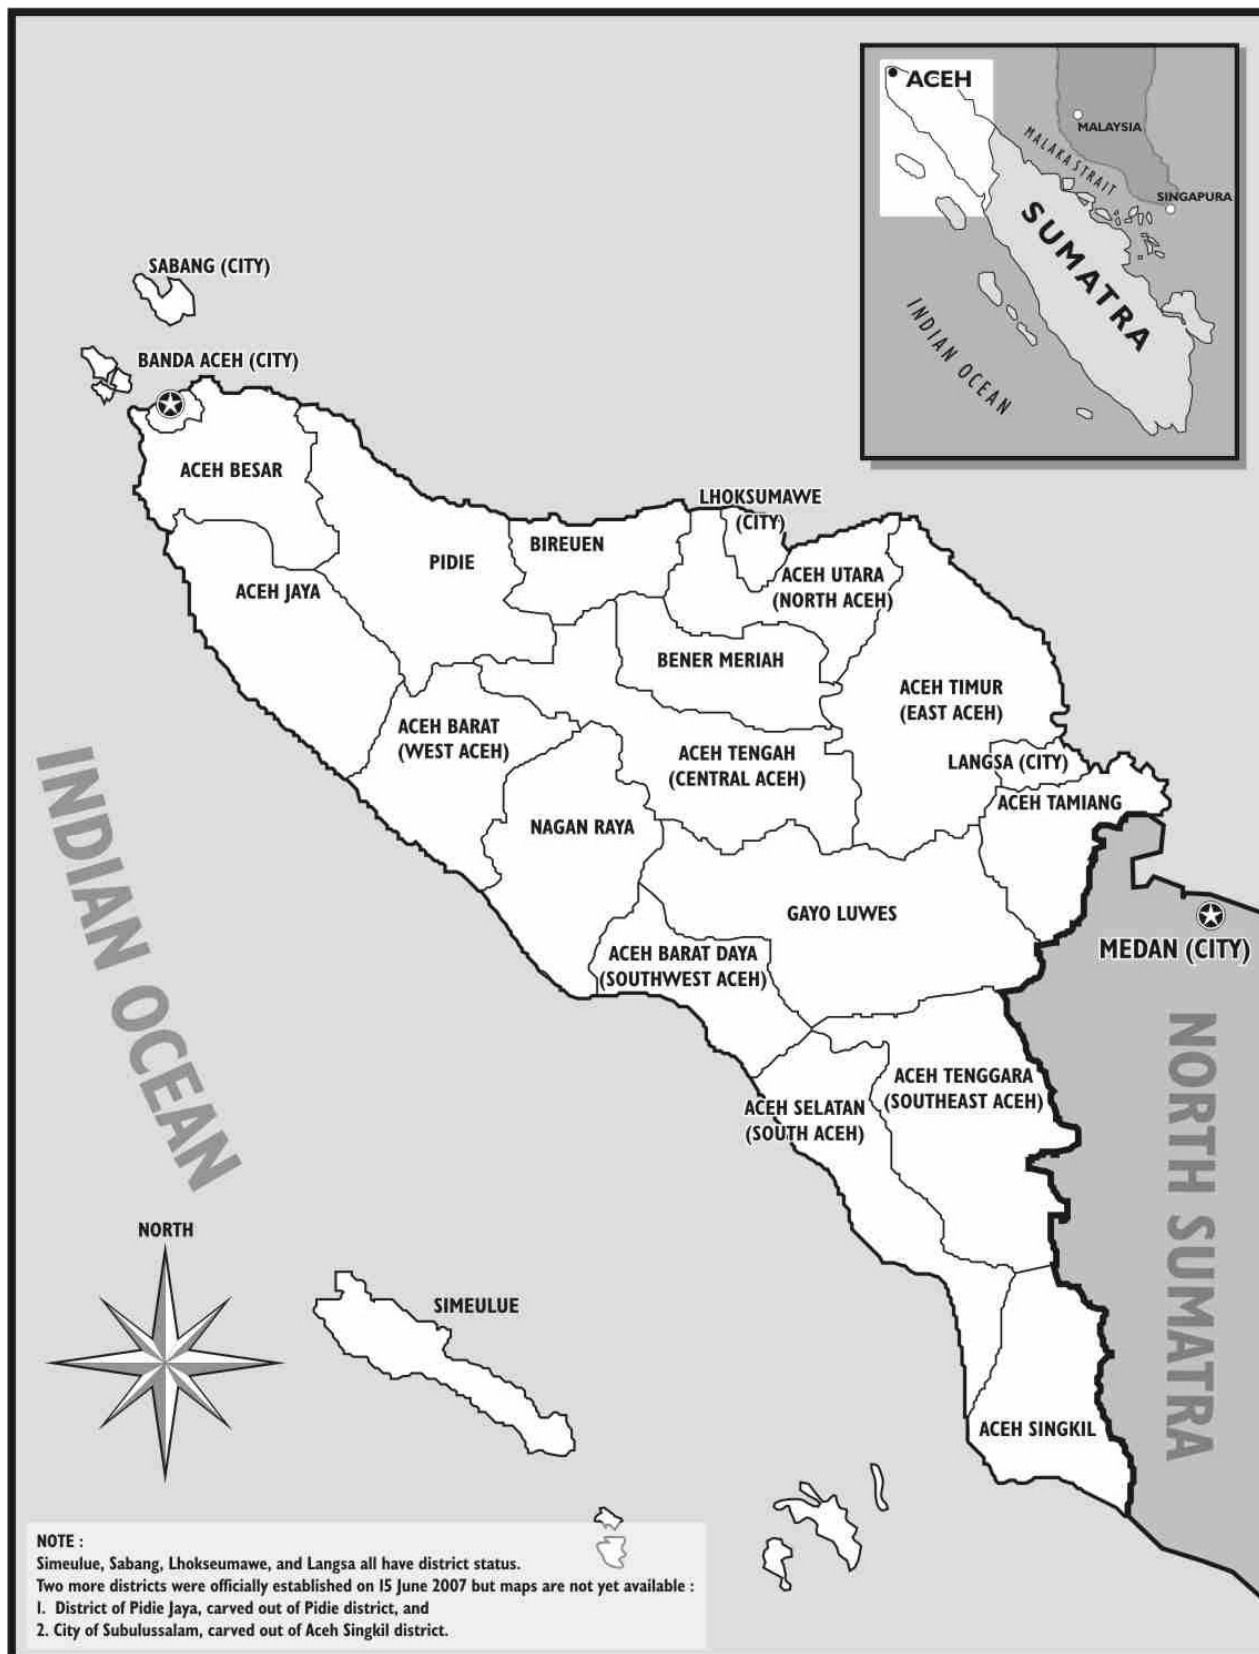 ACEH
MALAYSIA
MALAKA STRAIT
SINGAPURA
SUMATRA
INDIAN OCEAN
SABANG (CITY)
BANDA ACEH (CITY)
ACEH BESAR
LHOKSUMAWE
(CITY)
BIREUEN
PIDIE
ACEH UTARA
(NORTH ACEH)
ACEH JAYA
BENER MERIAH
ACEH TIMUR
(EAST ACEH)
ACEH BARAT
(WEST ACEH)
ACEH TENGAH
(CENTRAL ACEH)
LANGSA (CITY)
ACEH TAMIANG
NAGAN RAYA
GAYO LUWES
MEDAN (CITY)
ACEH BARAT DAYA
(SOUTHWEST ACEH)
INDIAN OCEAN
ACEH TENGGARA
(SOUTHEAST ACEH)
ACEH SELATAN
(SOUTH ACEH)
NORTH SUMATRA
NORTH
SIMEULUE
ACEH SINGKIL
NOTE :
Simeulue, Sabang, Lhokseumawe, and Langsa all have district status.
Two more districts were officially established on 15 June 2007 but maps are not yet available :
1. District of Pidie Jaya, carved out of Pidie district, and
2. City of Subulussalam, carved out of Aceh Singkil district.